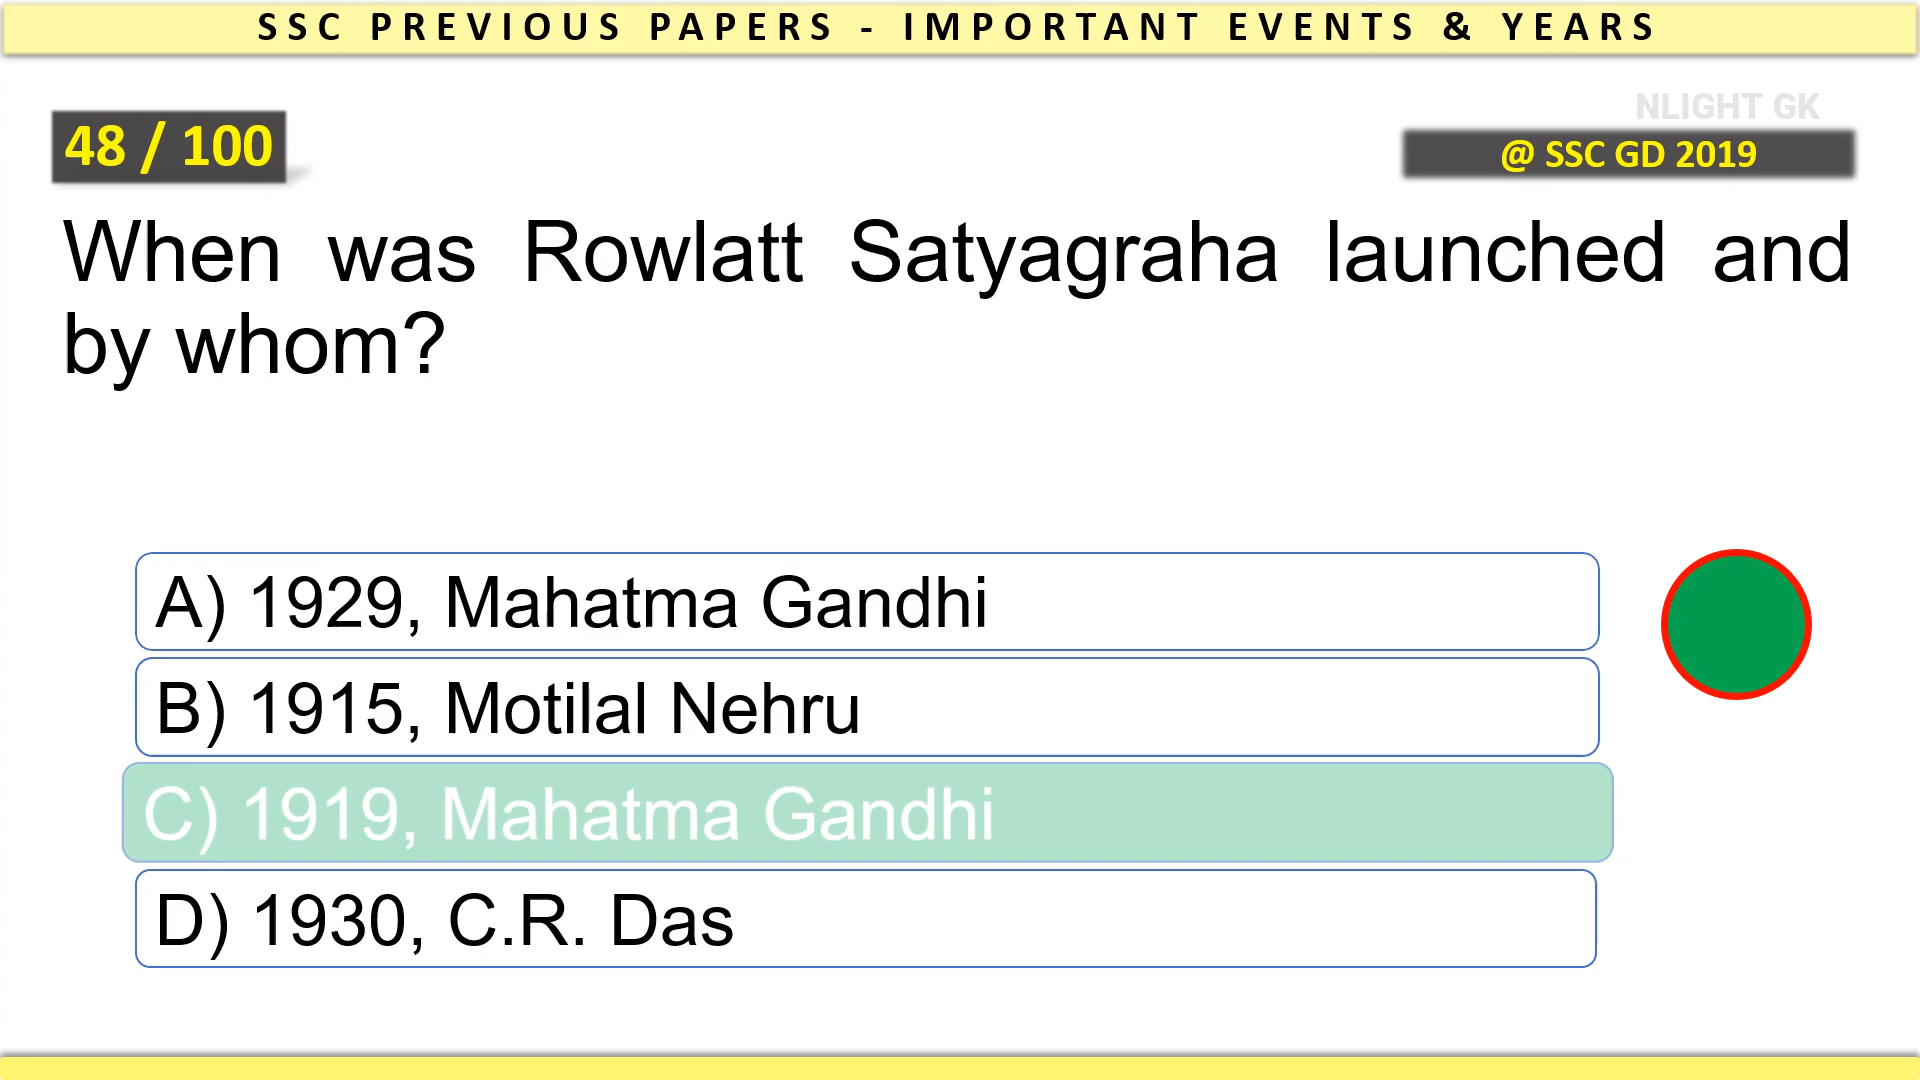 SSC PREVIOUS PAPERS - IMPORTANT EVENTS & YEARS
NLIGHT GK
48 / 100
@ SSC GD 2019
When was Rowlatt Satyagraha launched and
by whom?
A) 1929, Mahatma Gandhi
B) 1915, Motilal Nehru
C) 1919, Mahatma Gandhi
D) 1930, C.R. Das